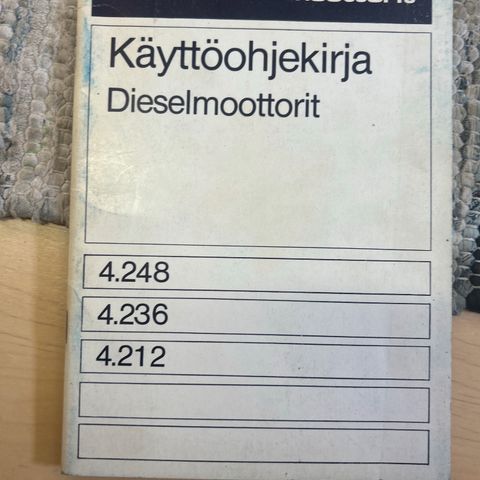 Käyttöohjekirja
Dieselmoottorit
4.248
4.236
4.212